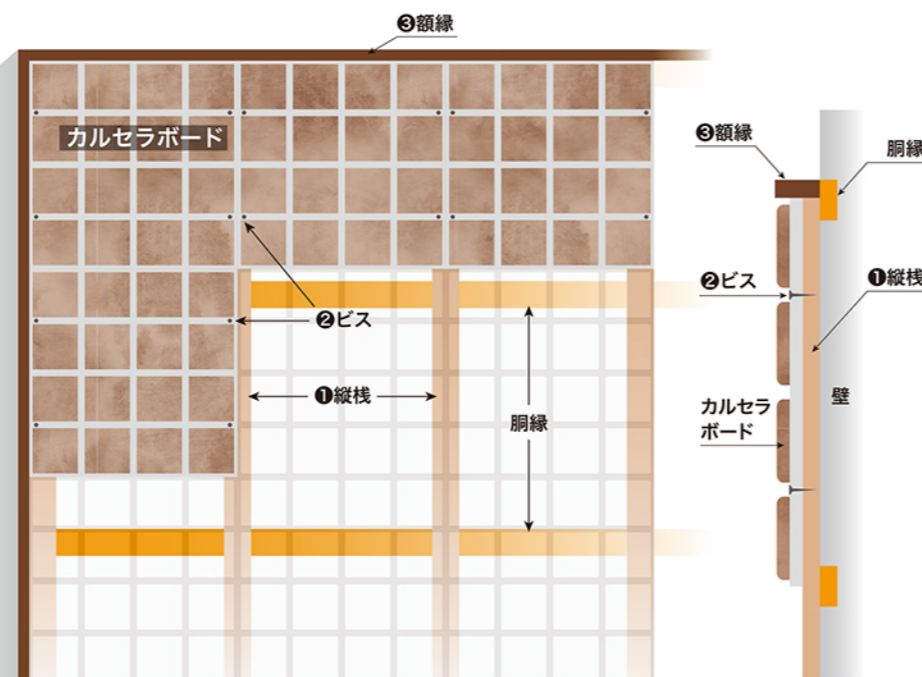 ❸額縁
カルセラボード
❷ビス
❶縦桟
胴縁
❸額縁
胴縁
❷ビス
❶縦桟
壁
カルセラ
ボード